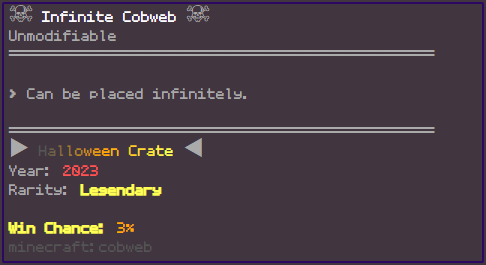 ☠ Infinite Cobweb ☠
Unmodifiable
> Can be placed infinitely.
▶ Halloween Crate ◀
Year: 2023
Rarity: Legendary
Win Chance: 3%
minecraft:cobweb